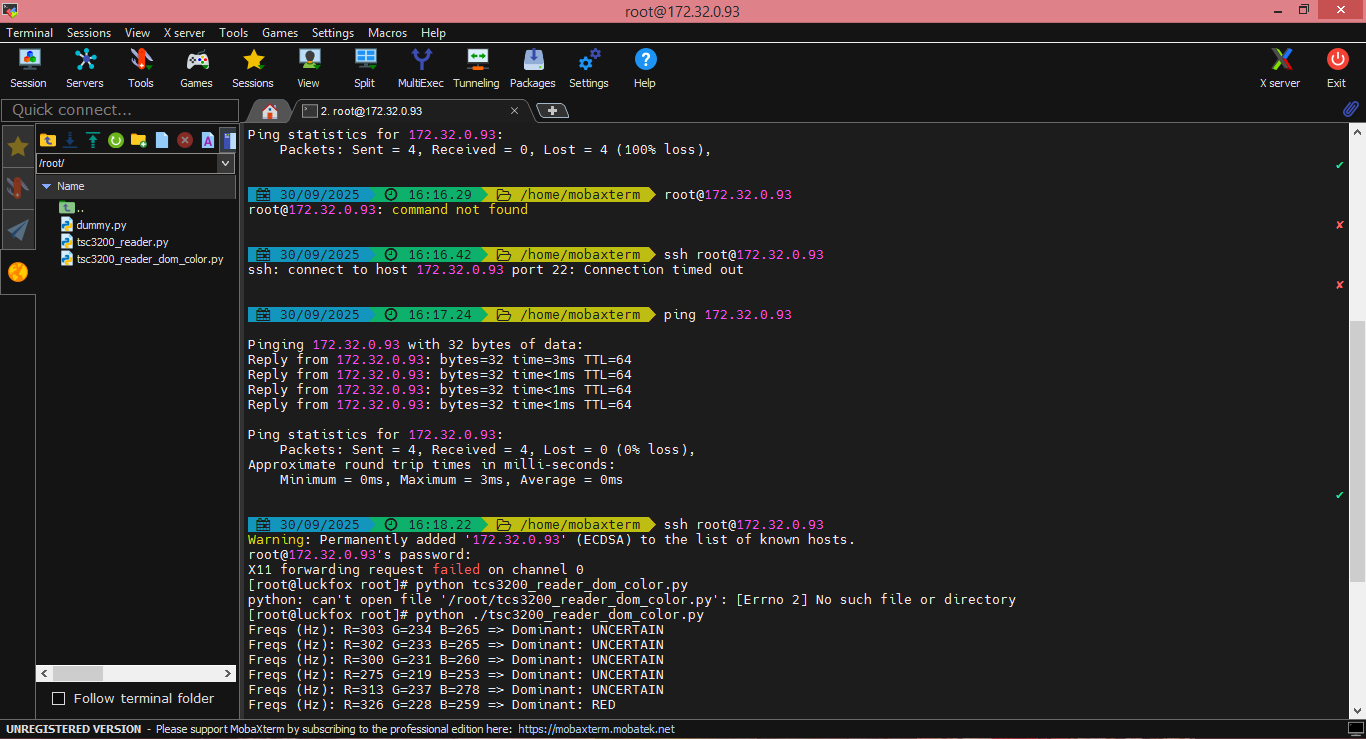 root@172.32.0.93
Terminal Sessions View X server Tools Games Settings Macros Help
Session Servers Tools Games Sessions View Split MultiExec Tunneling Packages Settings Help X server Exit
Quick connect...
2. root@172.32.0.93
/root/
Name
..
dummy.py
tsc3200_reader.py
tsc3200_reader_dom_color.py
Follow terminal folder
Ping statistics for 172.32.0.93:
Packets: Sent = 4, Received = 0, Lost = 4 (100% loss),
30/09/2025 16:16.29 /home/mobaxterm root@172.32.0.93
root@172.32.0.93: command not found
30/09/2025 16:16.42 /home/mobaxterm ssh root@172.32.0.93
ssh: connect to host 172.32.0.93 port 22: Connection timed out
30/09/2025 16:17.24 /home/mobaxterm ping 172.32.0.93
Pinging 172.32.0.93 with 32 bytes of data:
Reply from 172.32.0.93: bytes=32 time=3ms TTL=64
Reply from 172.32.0.93: bytes=32 time<1ms TTL=64
Reply from 172.32.0.93: bytes=32 time<1ms TTL=64
Reply from 172.32.0.93: bytes=32 time<1ms TTL=64
Ping statistics for 172.32.0.93:
Packets: Sent = 4, Received = 4, Lost = 0 (0% loss),
Approximate round trip times in milli-seconds:
Minimum = 0ms, Maximum = 3ms, Average = 0ms
30/09/2025 16:18.22 /home/mobaxterm ssh root@172.32.0.93
Warning: Permanently added '172.32.0.93' (ECDSA) to the list of known hosts.
root@172.32.0.93's password:
X11 forwarding request failed on channel 0
[root@luckfox root]# python tcs3200_reader_dom_color.py
python: can't open file '/root/tcs3200_reader_dom_color.py': [Errno 2] No such file or directory
[root@luckfox root]# python ./tsc3200_reader_dom_color.py
Freqs (Hz): R=303 G=234 B=265 => Dominant: UNCERTAIN
Freqs (Hz): R=302 G=233 B=265 => Dominant: UNCERTAIN
Freqs (Hz): R=300 G=231 B=260 => Dominant: UNCERTAIN
Freqs (Hz): R=275 G=219 B=253 => Dominant: UNCERTAIN
Freqs (Hz): R=313 G=237 B=278 => Dominant: UNCERTAIN
Freqs (Hz): R=326 G=228 B=259 => Dominant: RED
UNREGISTERED VERSION - Please support MobaXterm by subscribing to the professional edition here: https://mobaxterm.mobatek.net